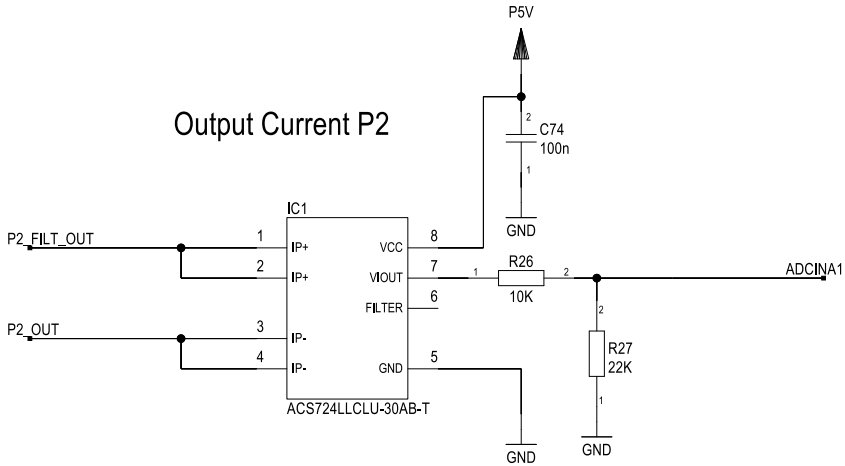 P5V
Output Current P2
2
C74
100n
1
GND
IC1
P2_FILT_OUT
1
IP+
VCC
8
2
IP+
VIOUT
7
1
R26
10K
2
ADCINA1
FILTER
6
P2_OUT
3
IP-
2
R27
22K
1
4
IP-
GND
5
ACS724LLCLU-30AB-T
GND
GND